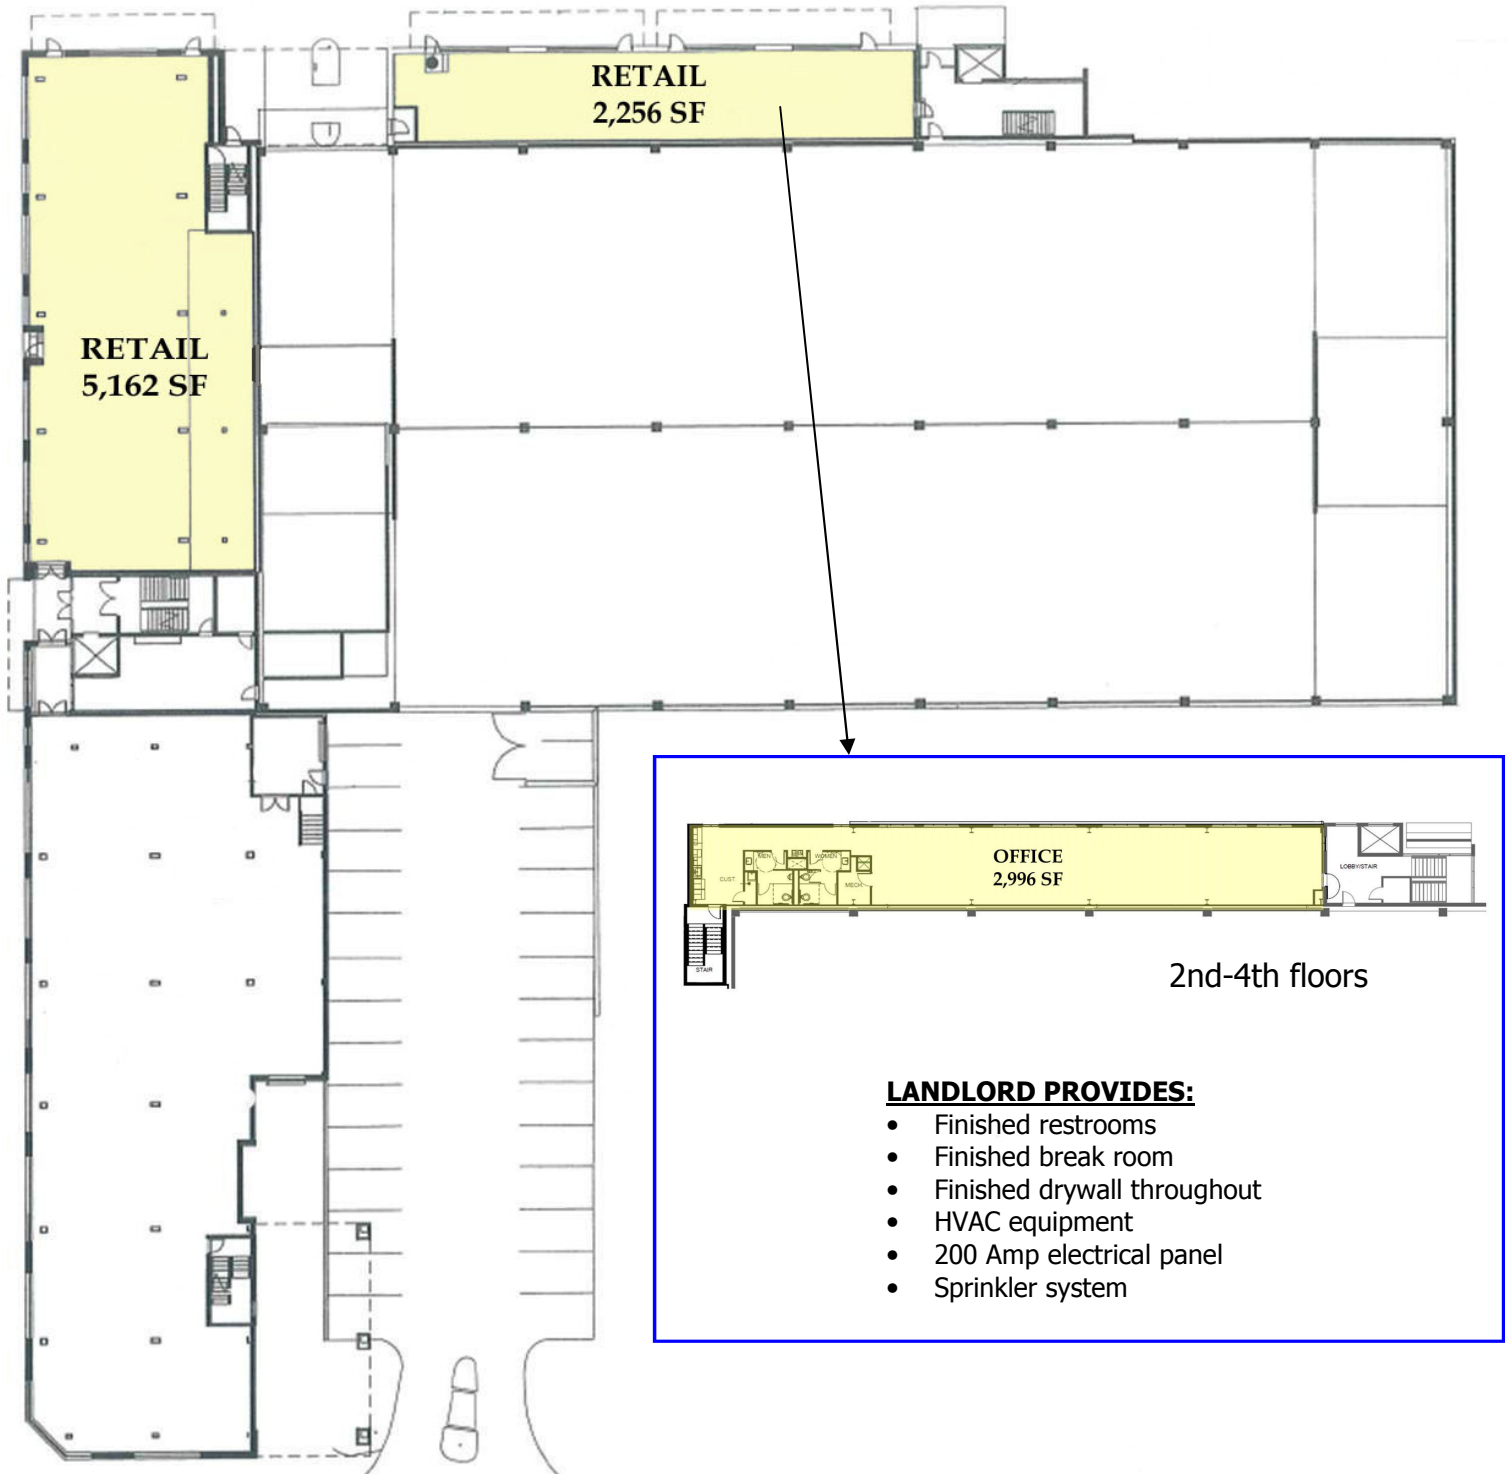 RETAIL
2,256 SF
RETAIL
5,162 SF
MEN
WOMEN
CUST.
MECH.
OFFICE
2,996 SF
LOBBY/STAIR
STAIR
2nd-4th floors
LANDLORD PROVIDES:
• Finished restrooms
• Finished break room
• Finished drywall throughout
• HVAC equipment
• 200 Amp electrical panel
• Sprinkler system